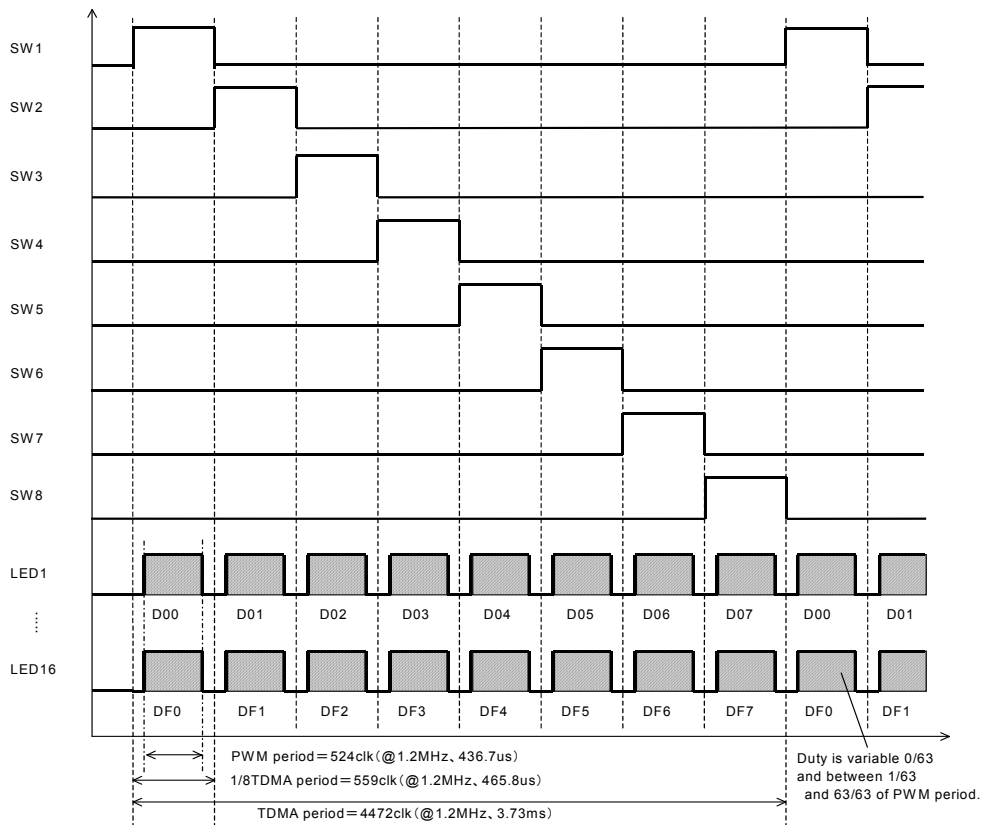 SW1
SW2
SW3
SW4
SW5
SW6
SW7
SW8
LED1
D00 D01 D02 D03 D04 D05 D06 D07 D00 D01
......
LED16
DF0 DF1 DF2 DF3 DF4 DF5 DF6 DF7 DF0 DF1
PWM period＝524clk(@1.2MHz、436.7us)
1/8TDMA period＝559clk(@1.2MHz、465.8us)
TDMA period＝4472clk(@1.2MHz、3.73ms)
Duty is variable 0/63
and between 1/63
and 63/63 of PWM period.